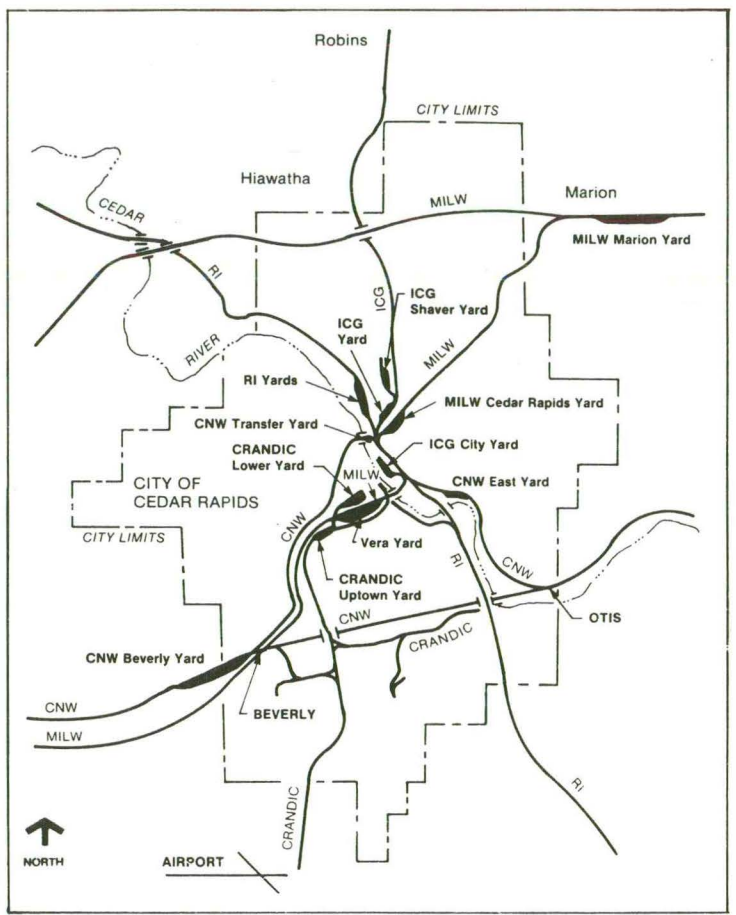 Robins
CITY LIMITS
Hiawatha
MILW
Marion
CEDAR
MILW Marion Yard
RI
ICG
ICG
Shaver Yard
ICG
Yard
MILW
RIVER
RI Yards
MILW Cedar Rapids Yard
CNW Transfer Yard
ICG City Yard
CRANDIC
Lower Yard
MILW
CNW East Yard
CITY OF
CEDAR RAPIDS
CNW
CITY LIMITS
Vera Yard
RI
CNW
CRANDIC
Uptown Yard
CNW
OTIS
CRANDIC
CNW Beverly Yard
BEVERLY
CNW
MILW
CRANDIC
RI
NORTH
AIRPORT